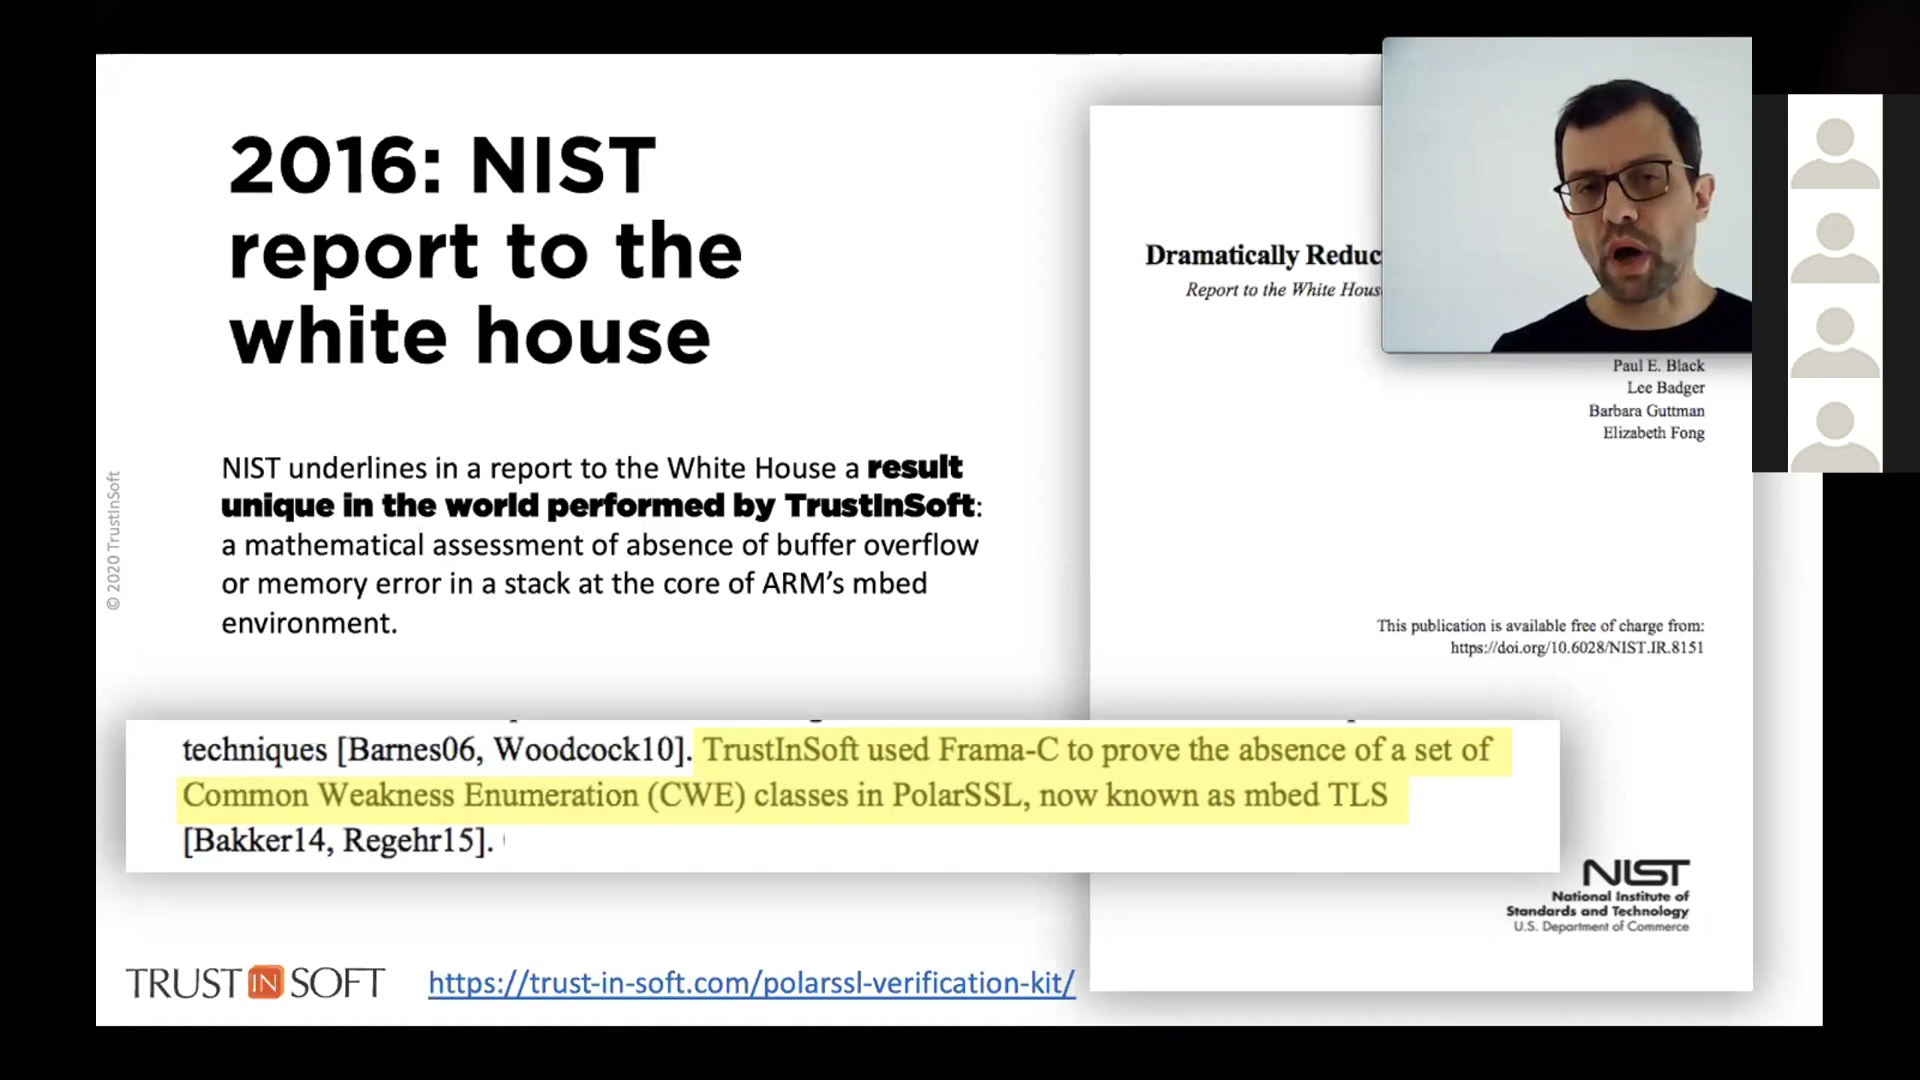 2016: NIST
report to the
white house
NIST underlines in a report to the White House a result
unique in the world performed by TrustInSoft:
a mathematical assessment of absence of buffer overflow
or memory error in a stack at the core of ARM’s mbed
environment.
© 2020 TrustInSoft
Dramatically Reduc
Report to the White Hous
Paul E. Black
Lee Badger
Barbara Guttman
Elizabeth Fong
This publication is available free of charge from:
https://doi.org/10.6028/NIST.IR.8151
techniques [Barnes06, Woodcock10]. TrustInSoft used Frama-C to prove the absence of a set of
Common Weakness Enumeration (CWE) classes in PolarSSL, now known as mbed TLS
[Bakker14, Regehr15].
NIST
National Institute of
Standards and Technology
U.S. Department of Commerce
TRUST IN SOFT
https://trust-in-soft.com/polarssl-verification-kit/